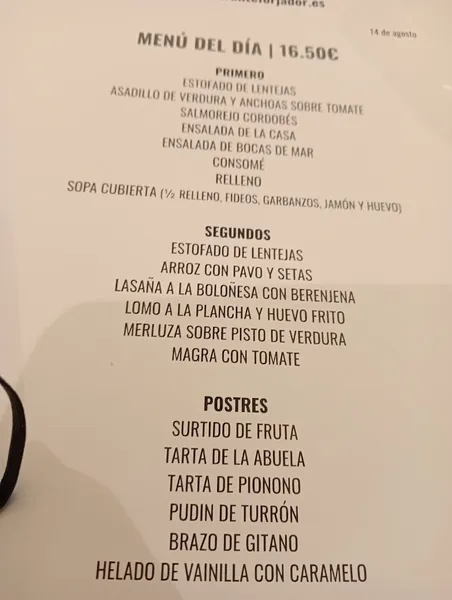 14 de agosto
MENÚ DEL DÍA | 16.50€
PRIMERO
ESTOFADO DE LENTEJAS
ASADILLO DE VERDURA Y ANCHOAS SOBRE TOMATE
SALMOREJO CORDOBÉS
ENSALADA DE LA CASA
ENSALADA DE BOCAS DE MAR
CONSOMÉ
RELLENO
SOPA CUBIERTA (½ RELLENO, FIDEOS, GARBANZOS, JAMÓN Y HUEVO)
SEGUNDOS
ESTOFADO DE LENTEJAS
ARROZ CON PAVO Y SETAS
LASAÑA A LA BOLOÑESA CON BERENJENA
LOMO A LA PLANCHA Y HUEVO FRITO
MERLUZA SOBRE PISTO DE VERDURA
MAGRA CON TOMATE
POSTRES
SURTIDO DE FRUTA
TARTA DE LA ABUELA
TARTA DE PIONONO
PUDIN DE TURRÓN
BRAZO DE GITANO
HELADO DE VAINILLA CON CARAMELO